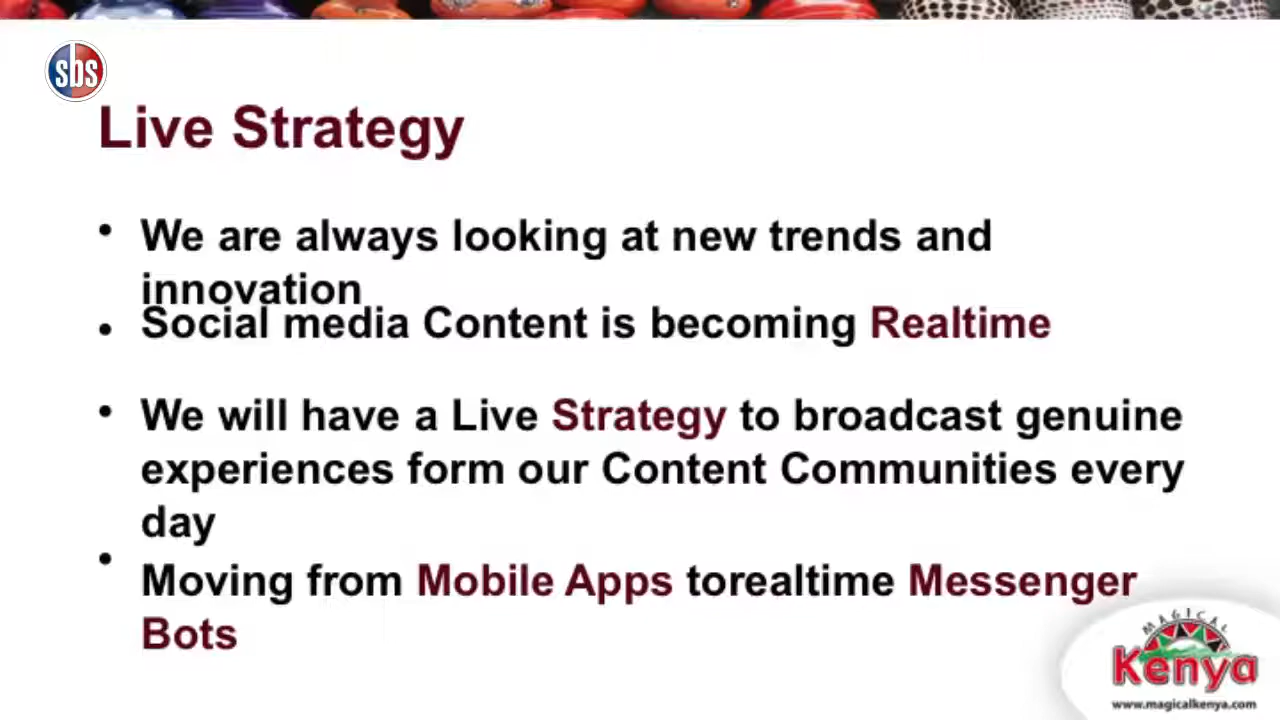 sbs
Live Strategy
• We are always looking at new trends and
innovation
• Social media Content is becoming Realtime
• We will have a Live Strategy to broadcast genuine
experiences form our Content Communities every
day
• Moving from Mobile Apps torealtime Messenger
Bots
MAGICAL
Kenya
www.magicalkenya.com